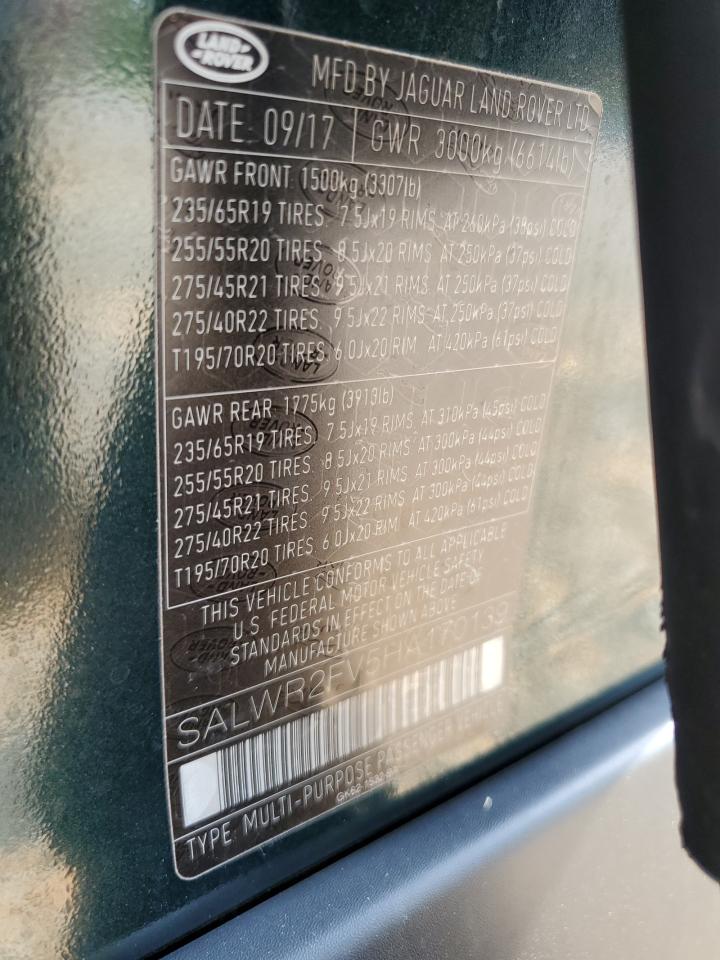 LAND-
-ROVER
MFD BY JAGUAR LAND ROVER LTD
DATE: 09/17 GWR 3000kg (6614lb)
GAWR FRONT: 1500kg (3307lb)
235/65R19 TIRES: 7.5Jx19 RIMS AT 260kPa (38psi) COLD
255/55R20 TIRES: 8.5Jx20 RIMS AT 250kPa (37psi) COLD
275/45R21 TIRES: 9.5Jx21 RIMS AT 250kPa (37psi) COLD
275/40R22 TIRES: 9.5Jx22 RIMS AT 250kPa (37psi) COLD
T195/70R20 TIRES: 6.0Jx20 RIM AT 420kPa (61psi) COLD
GAWR REAR: 1775kg (3913lb)
235/65R19 TIRES: 7.5Jx19 RIMS AT 310kPa (45psi) COLD
255/55R20 TIRES: 8.5Jx20 RIMS AT 300kPa (44psi) COLD
275/45R21 TIRES: 9.5Jx21 RIMS AT 300kPa (44psi) COLD
275/40R22 TIRES: 9.5Jx22 RIMS AT 300kPa (44psi) COLD
T195/70R20 TIRES: 6.0Jx20 RIM AT 420kPa (61psi) COLD
THIS VEHICLE CONFORMS TO ALL APPLICABLE
U.S. FEDERAL MOTOR VEHICLE SAFETY
STANDARDS IN EFFECT ON THE DATE OF
MANUFACTURE SHOWN ABOVE
SALWR2FV5HA170139
TYPE: MULTI-PURPOSE PASSENGER VEHICLE